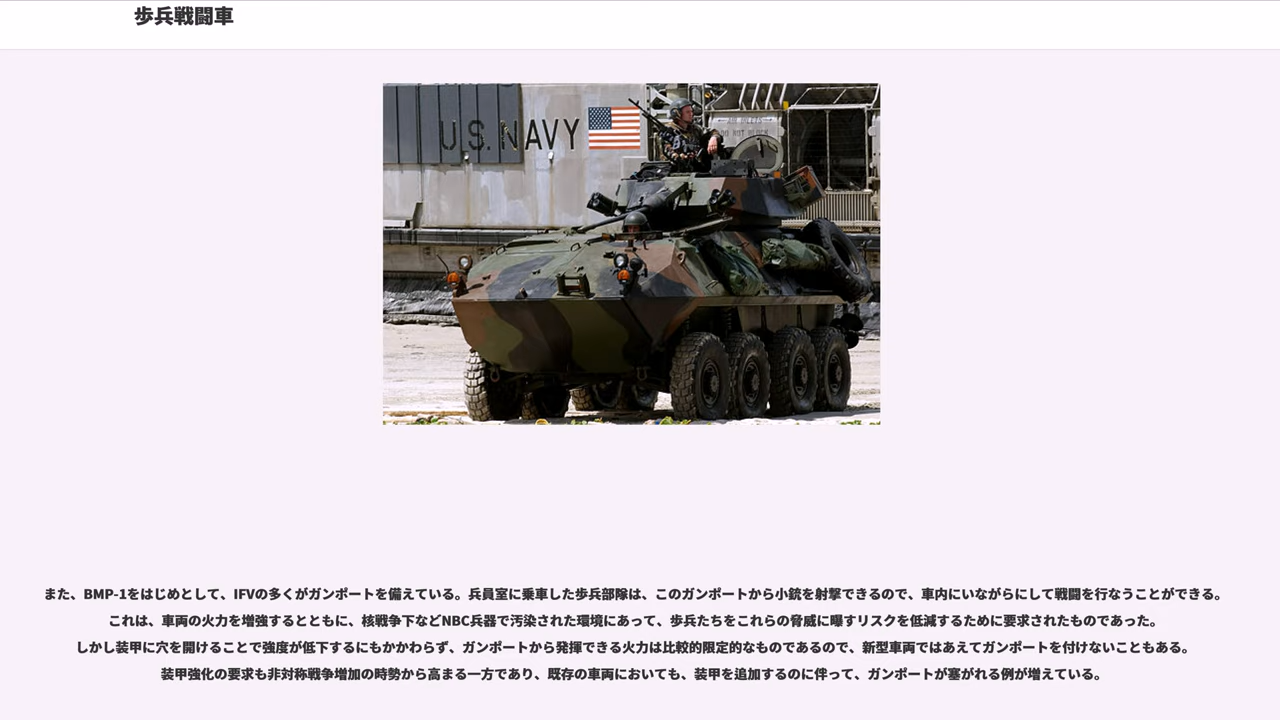 歩兵戦闘車
U.S. NAVY
また、BMP-1をはじめとして、IFVの多くがガンポートを備えている。兵員室に乗車した歩兵部隊は、このガンポートから小銃を射撃できるので、車内にいながらにして戦闘を行なうことができる。
これは、車両の火力を増強するとともに、核戦争下などNBC兵器で汚染された環境にあって、歩兵たちをこれらの脅威に曝すリスクを低減するために要求されたものであった。
しかし装甲に穴を開けることで強度が低下するにもかかわらず、ガンポートから発揮できる火力は比較的限定的なものであるので、新型車両ではあえてガンポートを付けないこともある。
装甲強化の要求も非対称戦争増加の時勢から高まる一方であり、既存の車両においても、装甲を追加するのに伴って、ガンポートが塞がれる例が増えている。